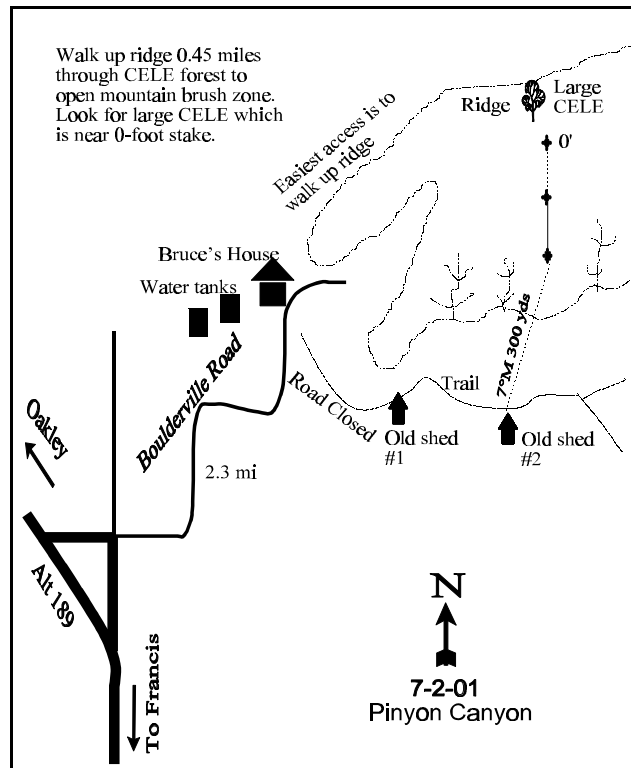 Walk up ridge 0.45 miles
through CELE forest to
open mountain brush zone.
Look for large CELE which
is near 0-foot stake.
Easiest access is to
walk up ridge
Ridge
Large
CELE
0'
Bruce's House
Water tanks
Boulderville Road
Road Closed
Trail
7°M 300 yds
Old shed
#1
Old shed
#2
Oakley
2.3 mi
Alt 189
To Francis
N
7-2-01
Pinyon Canyon